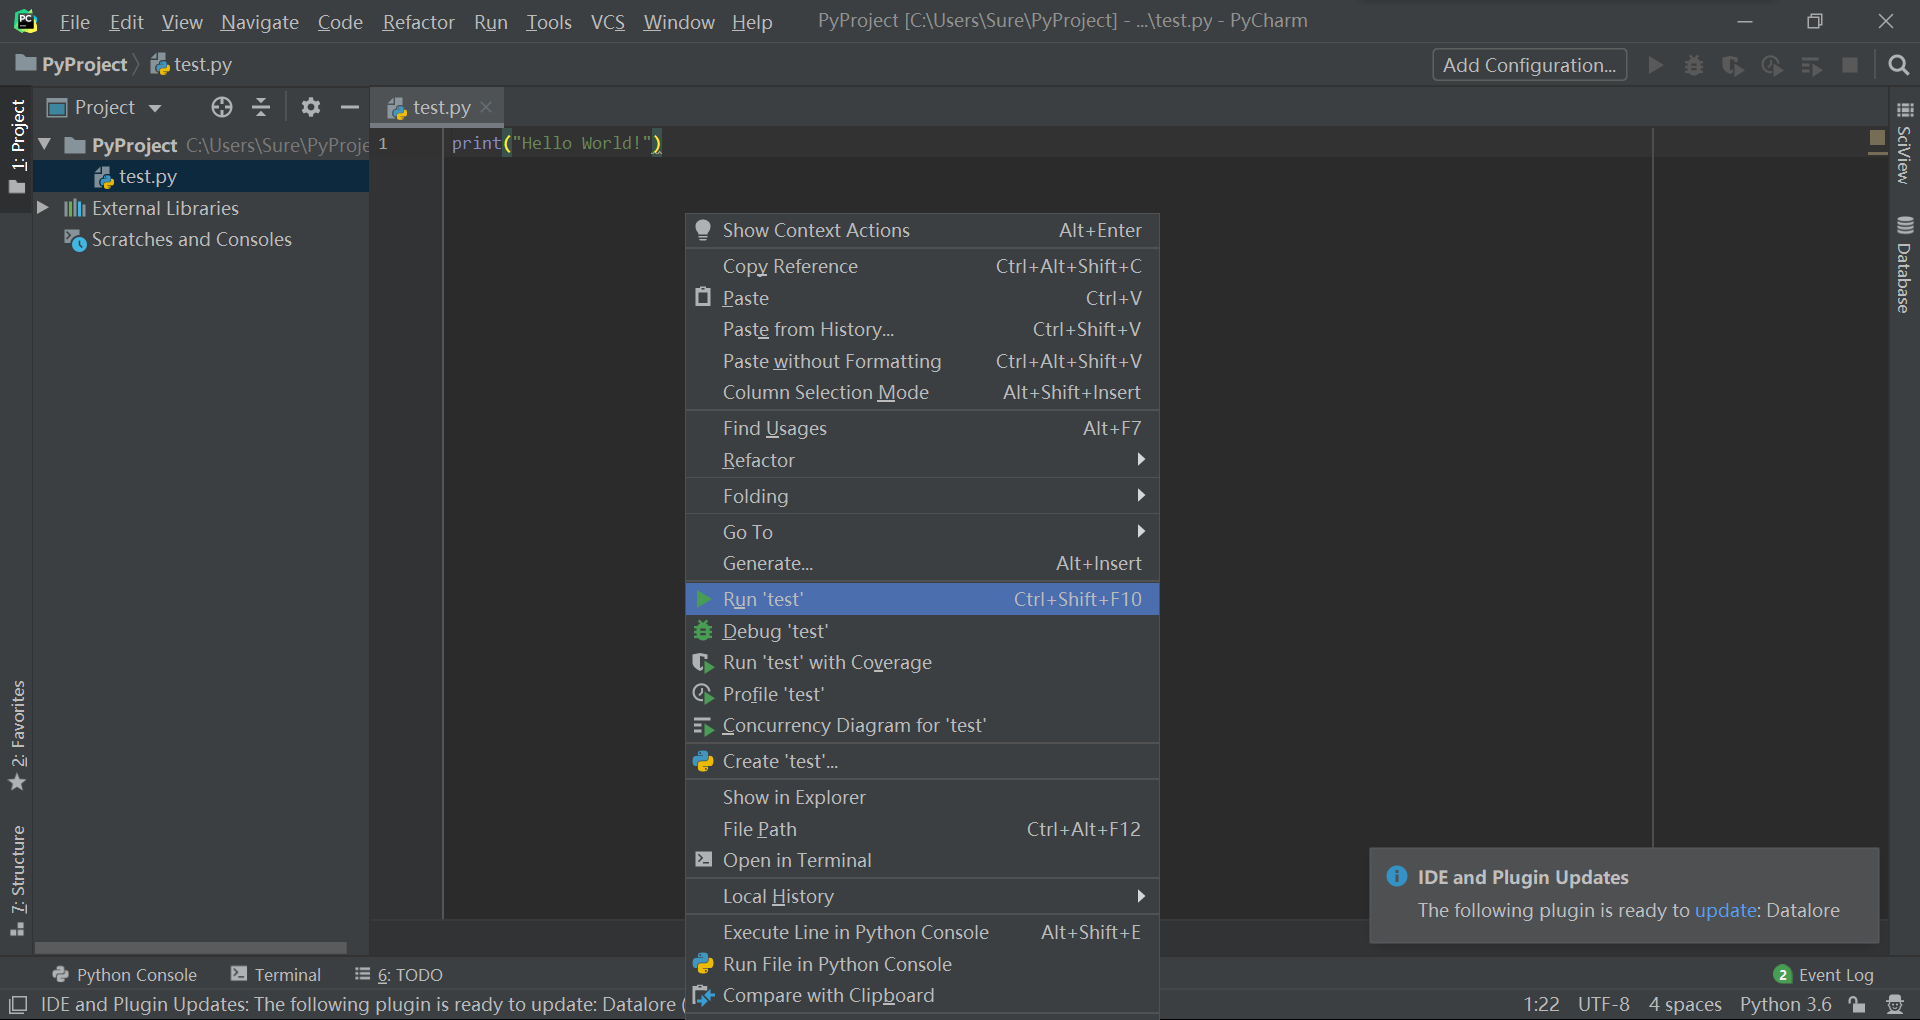 File Edit View Navigate Code Refactor Run Tools VCS Window Help PyProject [C:\Users\Sure\PyProject] - ...\test.py - PyCharm
PyProject test.py Add Configuration...
1: Project
Project
test.py
PyProject C:\Users\Sure\PyProje
test.py
External Libraries
Scratches and Consoles
1 print("Hello World!")
SciView
Database
Show Context Actions Alt+Enter
Copy Reference Ctrl+Alt+Shift+C
Paste Ctrl+V
Paste from History... Ctrl+Shift+V
Paste without Formatting Ctrl+Alt+Shift+V
Column Selection Mode Alt+Shift+Insert
Find Usages Alt+F7
Refactor
Folding
Go To
Generate... Alt+Insert
Run 'test' Ctrl+Shift+F10
Debug 'test'
Run 'test' with Coverage
Profile 'test'
Concurrency Diagram for 'test'
Create 'test'...
Show in Explorer
File Path Ctrl+Alt+F12
Open in Terminal
Local History
Execute Line in Python Console Alt+Shift+E
Run File in Python Console
Compare with Clipboard
2: Favorites
7: Structure
IDE and Plugin Updates
The following plugin is ready to update: Datalore
Python Console Terminal 6: TODO 2 Event Log
IDE and Plugin Updates: The following plugin is ready to update: Datalore ( 1:22 UTF-8 4 spaces Python 3.6